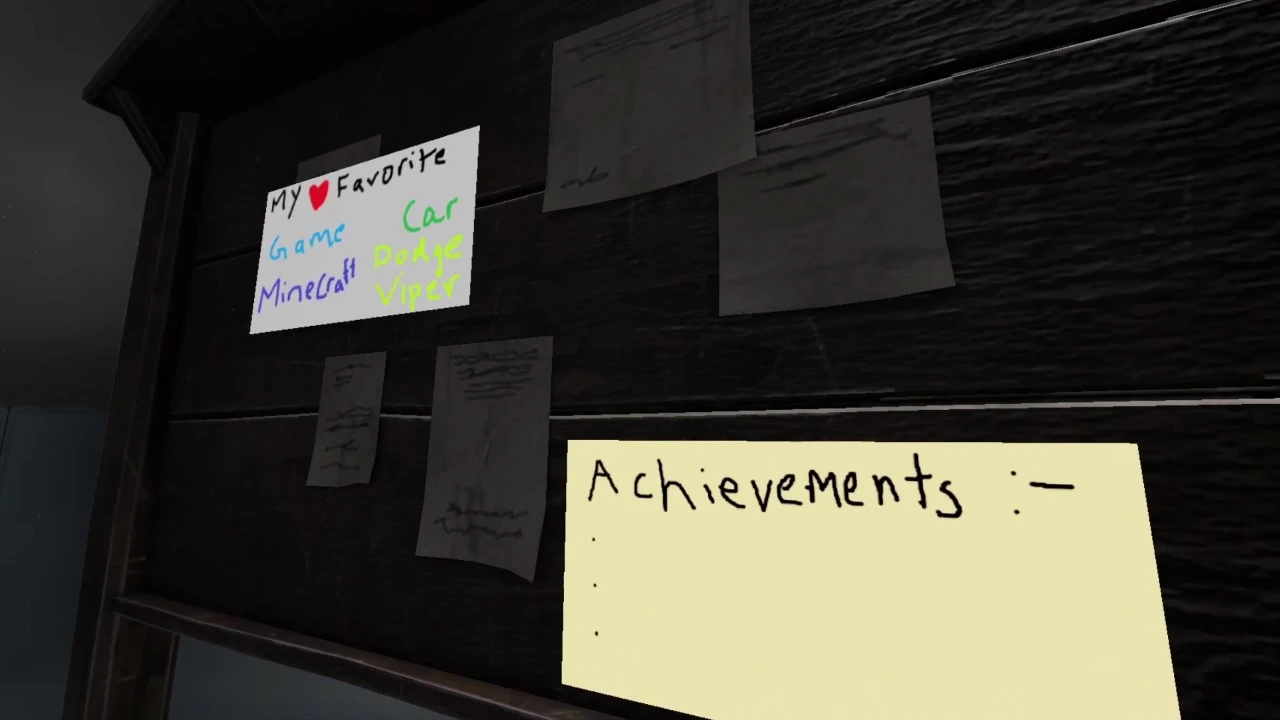 MY ❤ Favorite
Game Car
Minecraft Dodge
Viper
Achievements :-
.
.
.